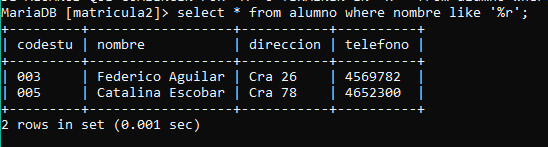 MariaDB [matricula2]> select * from alumno where nombre like '%r';
+---------+------------------+-----------+----------+
| codestu | nombre           | direccion | telefono |
+---------+------------------+-----------+----------+
| 003     | Federico Aguilar | Cra 26    | 4569782  |
| 005     | Catalina Escobar | Cra 78    | 4652300  |
+---------+------------------+-----------+----------+
2 rows in set (0.001 sec)